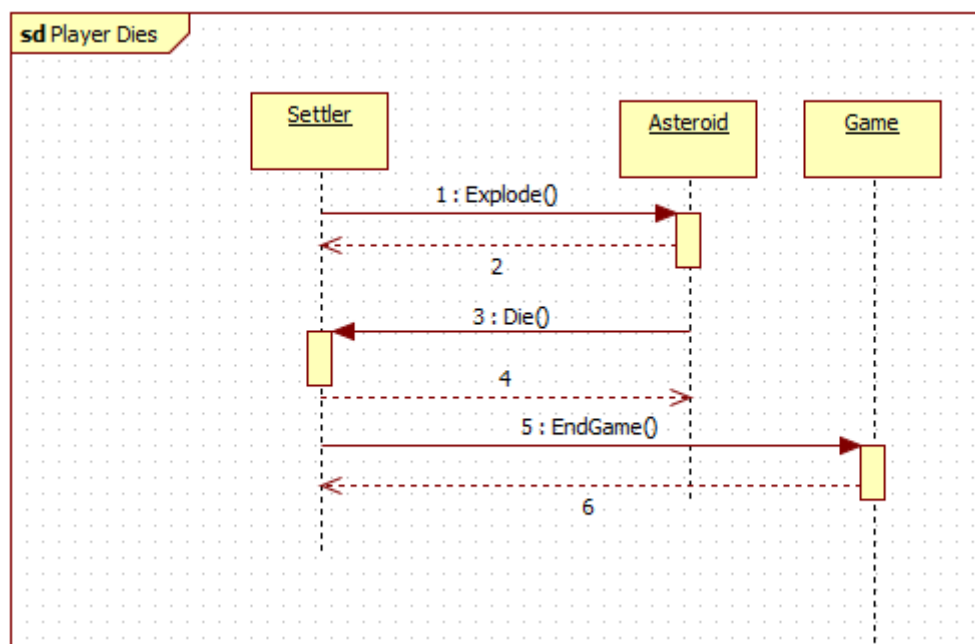 sd Player Dies
Settler
Asteroid
Game
1 : Explode()
2
3 : Die()
4
5 : EndGame()
6